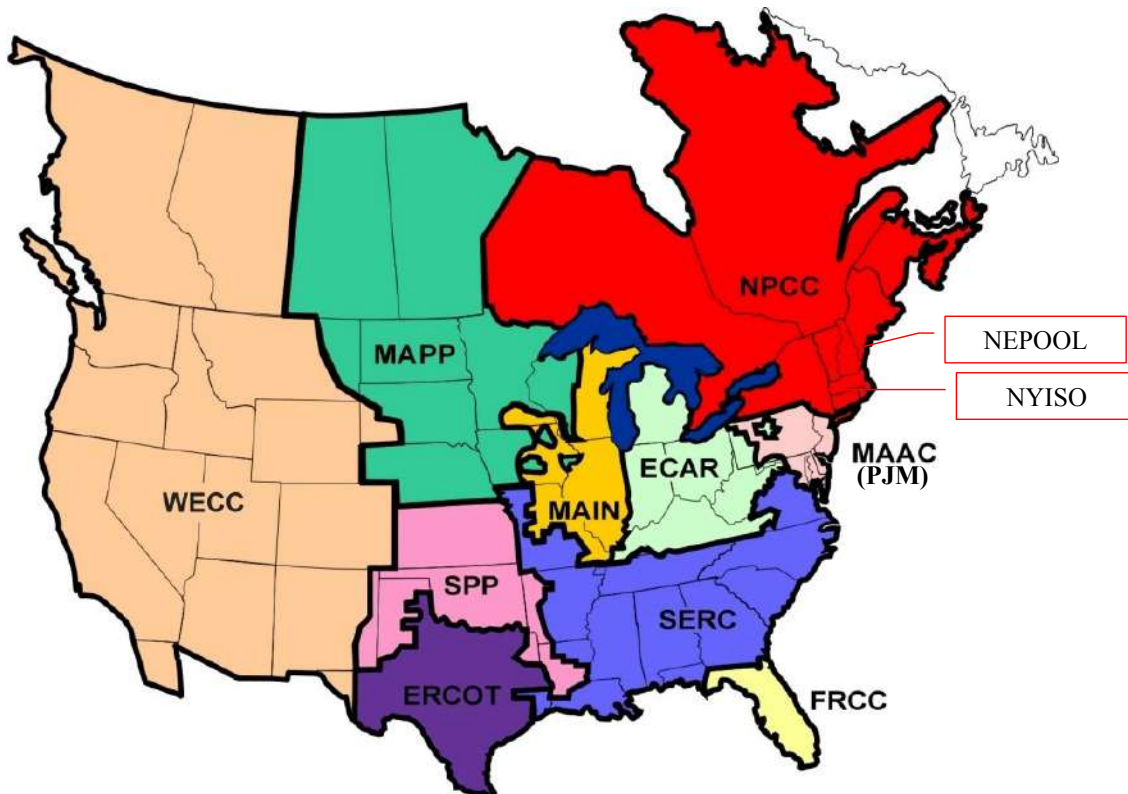 NPCC
NEPOOL
MAPP
NYISO
MAAC
(PJM)
ECAR
WECC
MAIN
SPP
SERC
ERCOT
FRCC